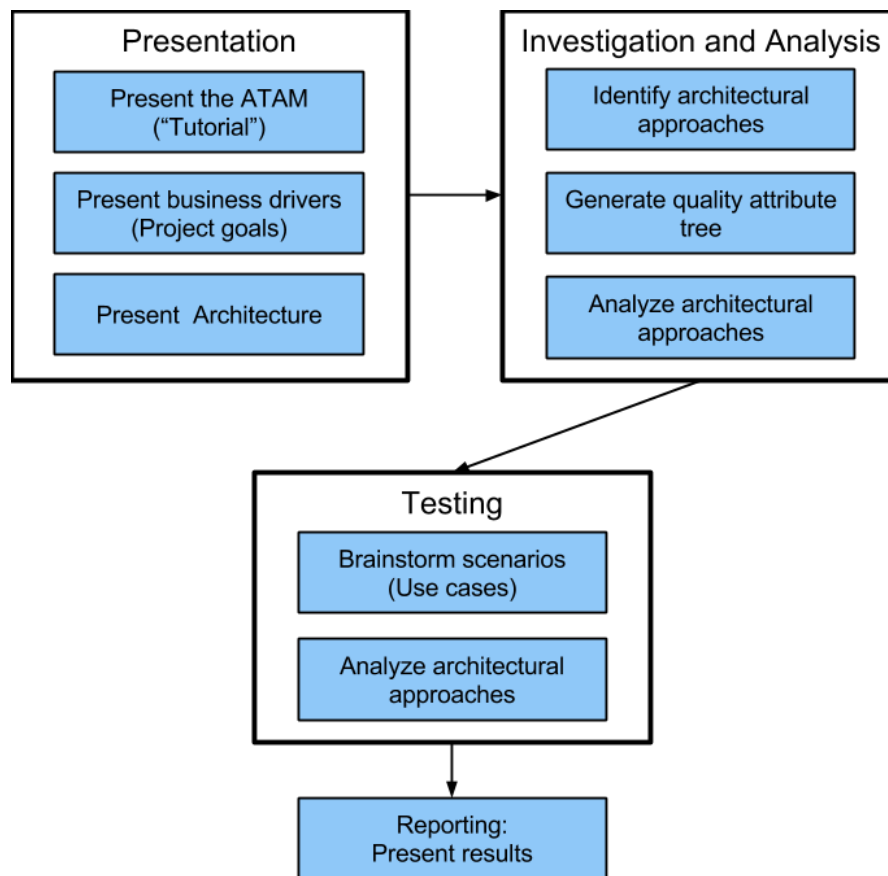 Presentation
Present the ATAM
(“Tutorial”)
Present business drivers
(Project goals)
Present  Architecture
Investigation and Analysis
Identify architectural
approaches
Generate quality attribute
tree
Analyze architectural
approaches
Testing
Brainstorm scenarios
(Use cases)
Analyze architectural
approaches
Reporting:
Present results